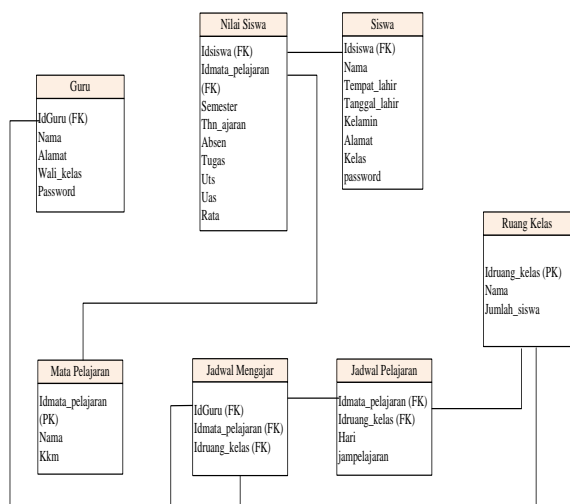 Nilai Siswa
Idsiswa (FK)
Idmata_pelajaran
(FK)
Semester
Thn_ajaran
Absen
Tugas
Uts
Uas
Rata
Siswa
Idsiswa (FK)
Nama
Tempat_lahir
Tanggal_lahir
Kelamin
Alamat
Kelas
password
Guru
IdGuru (FK)
Nama
Alamat
Wali_kelas
Password
Ruang Kelas
Idruang_kelas (PK)
Nama
Jumlah_siswa
Mata Pelajaran
Idmata_pelajaran
(PK)
Nama
Kkm
Jadwal Mengajar
IdGuru (FK)
Idmata_pelajaran (FK)
Idruang_kelas (FK)
Jadwal Pelajaran
Idmata_pelajaran (FK)
Idruang_kelas (FK)
Hari
jampelajaran